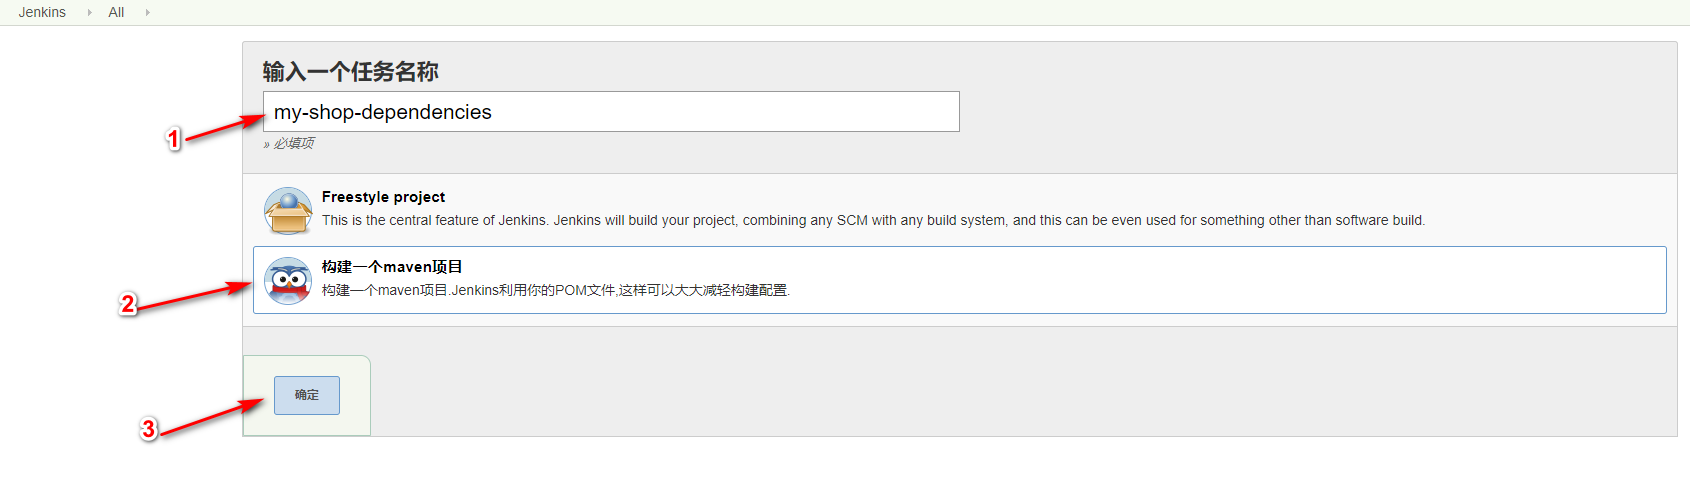 Jenkins All
输入一个任务名称
my-shop-dependencies
1
» 必填项
Freestyle project
This is the central feature of Jenkins. Jenkins will build your project, combining any SCM with any build system, and this can be even used for something other than software build.
构建一个maven项目
2
构建一个maven项目.Jenkins利用你的POM文件,这样可以大大减轻构建配置.
确定
3